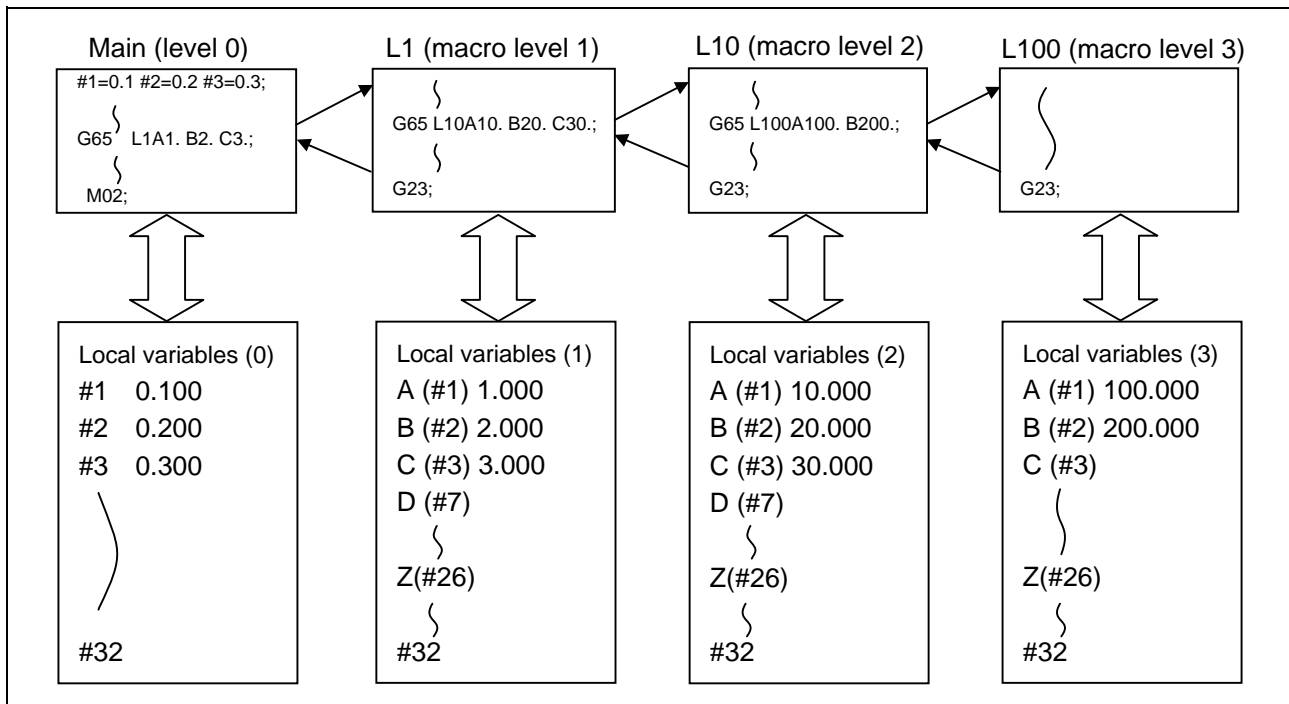 Main (level 0)
#1=0.1 #2=0.2 #3=0.3;
G65 L1A1. B2. C3.;
M02;
L1 (macro level 1)
G65 L10A10. B20. C30.;
G23;
L10 (macro level 2)
G65 L100A100. B200.;
G23;
L100 (macro level 3)
G23;
Local variables (0)
#1 0.100
#2 0.200
#3 0.300
#32
Local variables (1)
A (#1) 1.000
B (#2) 2.000
C (#3) 3.000
D (#7)
Z(#26)
#32
Local variables (2)
A (#1) 10.000
B (#2) 20.000
C (#3) 30.000
D (#7)
Z(#26)
#32
Local variables (3)
A (#1) 100.000
B (#2) 200.000
C (#3)
Z(#26)
#32